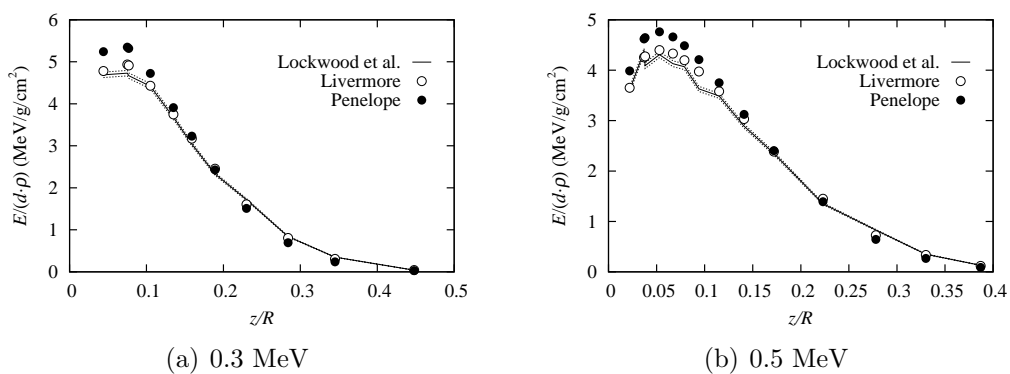 6
5
4
3
2
1
0
E/(d·ρ) (MeV/g/cm²)
Lockwood et al.
Livermore
Penelope
0 0.1 0.2 0.3 0.4 0.5
z/R
(a) 0.3 MeV
5
4
3
2
1
0
E/(d·ρ) (MeV/g/cm²)
Lockwood et al.
Livermore
Penelope
0 0.05 0.1 0.15 0.2 0.25 0.3 0.35 0.4
z/R
(b) 0.5 MeV